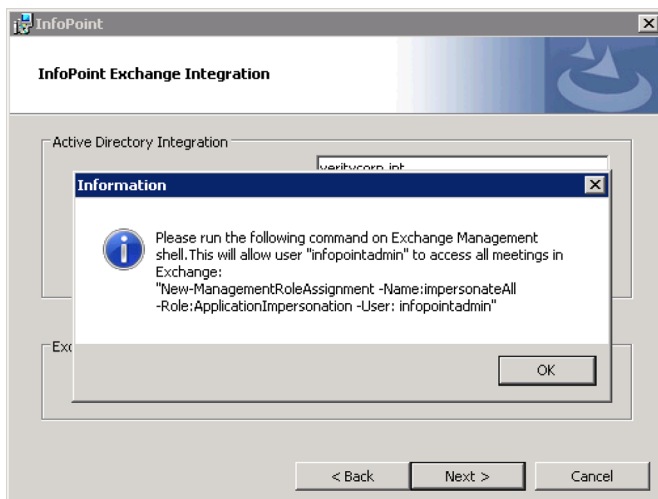 InfoPoint
InfoPoint Exchange Integration
Active Directory Integration
veritycorp.int
Information
Please run the following command on Exchange Management
shell.This will allow user "infopointadmin" to access all meetings in
Exchange:
"New-ManagementRoleAssignment -Name:impersonateAll
-Role:ApplicationImpersonation -User: infopointadmin"
OK
< Back
Next >
Cancel